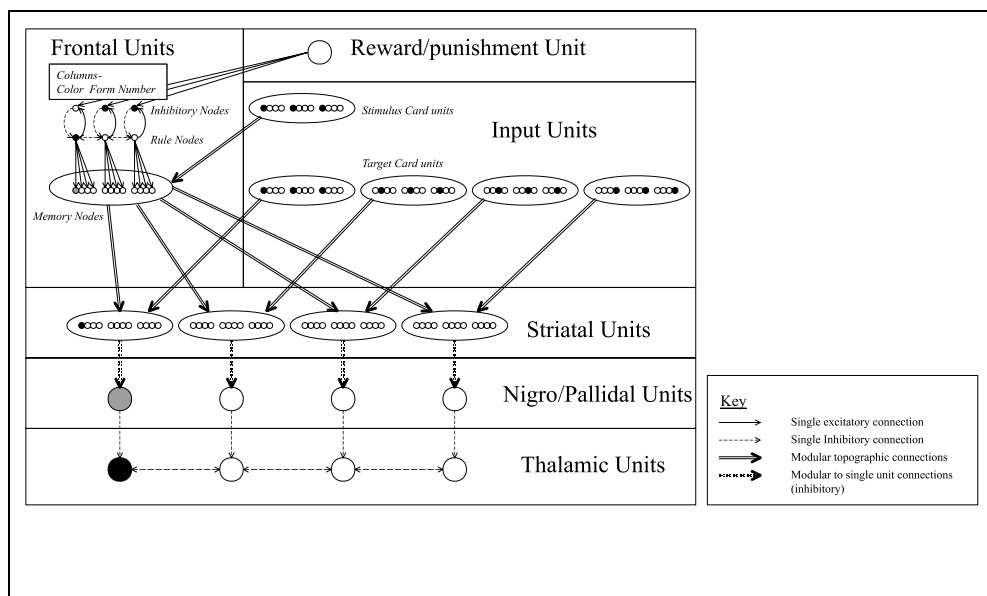 Frontal Units
Reward/punishment Unit
Columns-
Color Form Number
Inhibitory Nodes
Rule Nodes
Stimulus Card units
Input Units
Target Card units
Memory Nodes
Striatal Units
Nigro/Pallidal Units
Thalamic Units
Key
Single excitatory connection
Single Inhibitory connection
Modular topographic connections
Modular to single unit connections
(inhibitory)